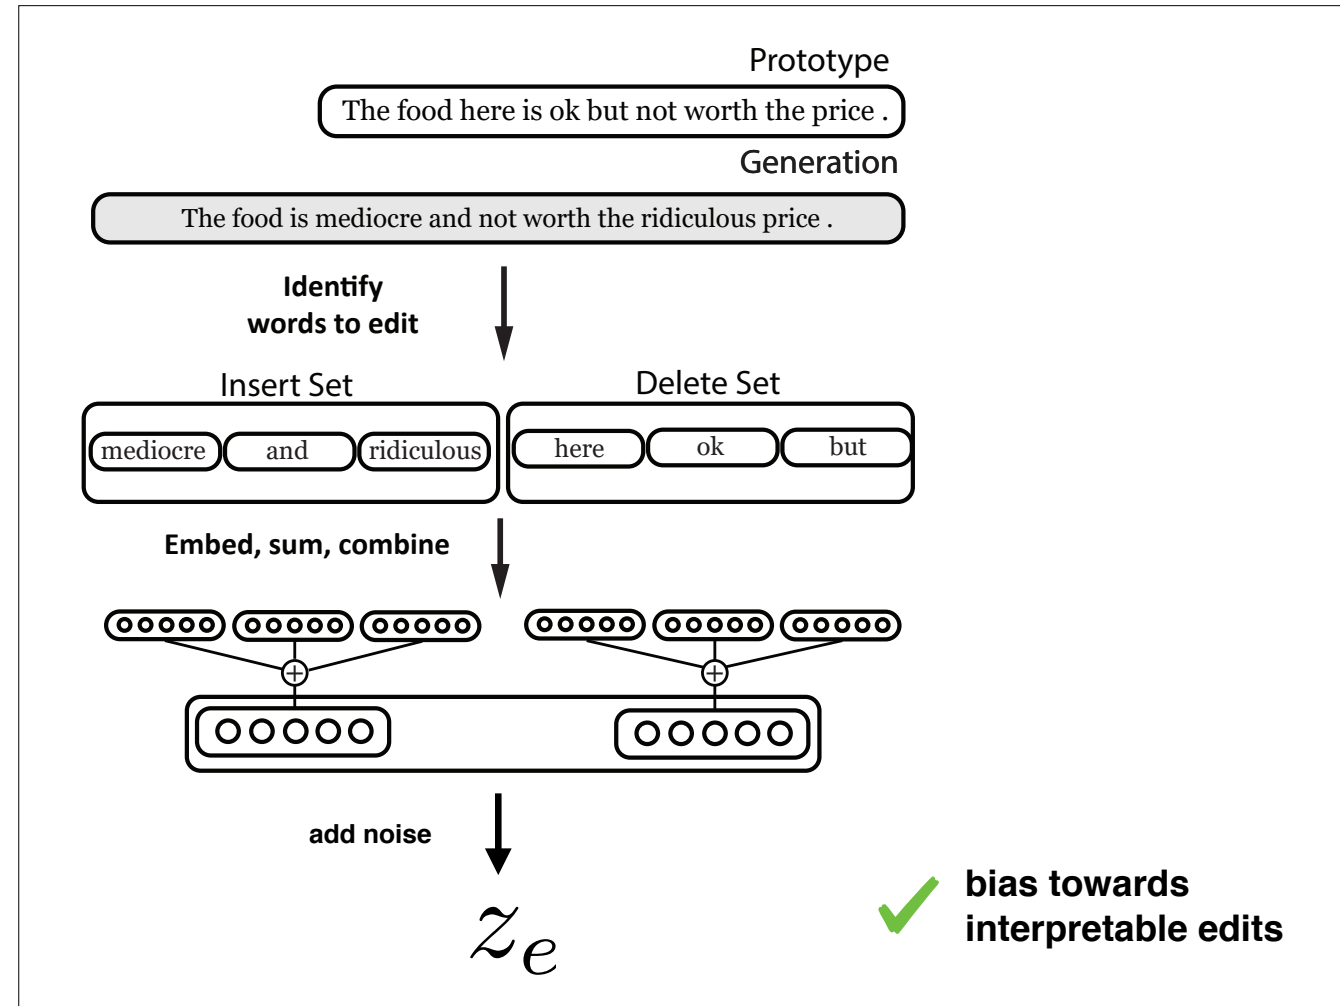 Prototype
The food here is ok but not worth the price .
Generation
The food is mediocre and not worth the ridiculous price .
Identify
words to edit
Insert Set
Delete Set
mediocre and ridiculous
here ok but
Embed, sum, combine
add noise
z_e
bias towards
interpretable edits